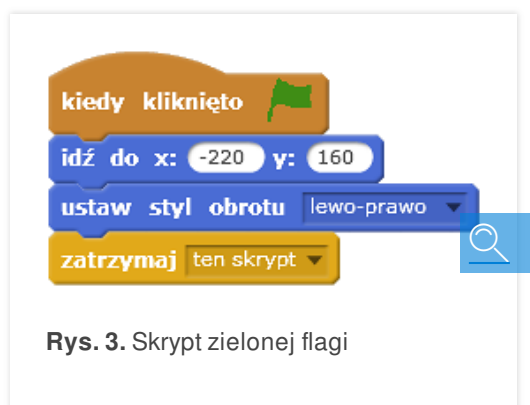 kiedy kliknięto
idź do x: -220 y: 160
ustaw styl obrotu lewo-prawo
zatrzymaj ten skrypt
Rys. 3. Skrypt zielonej flagi